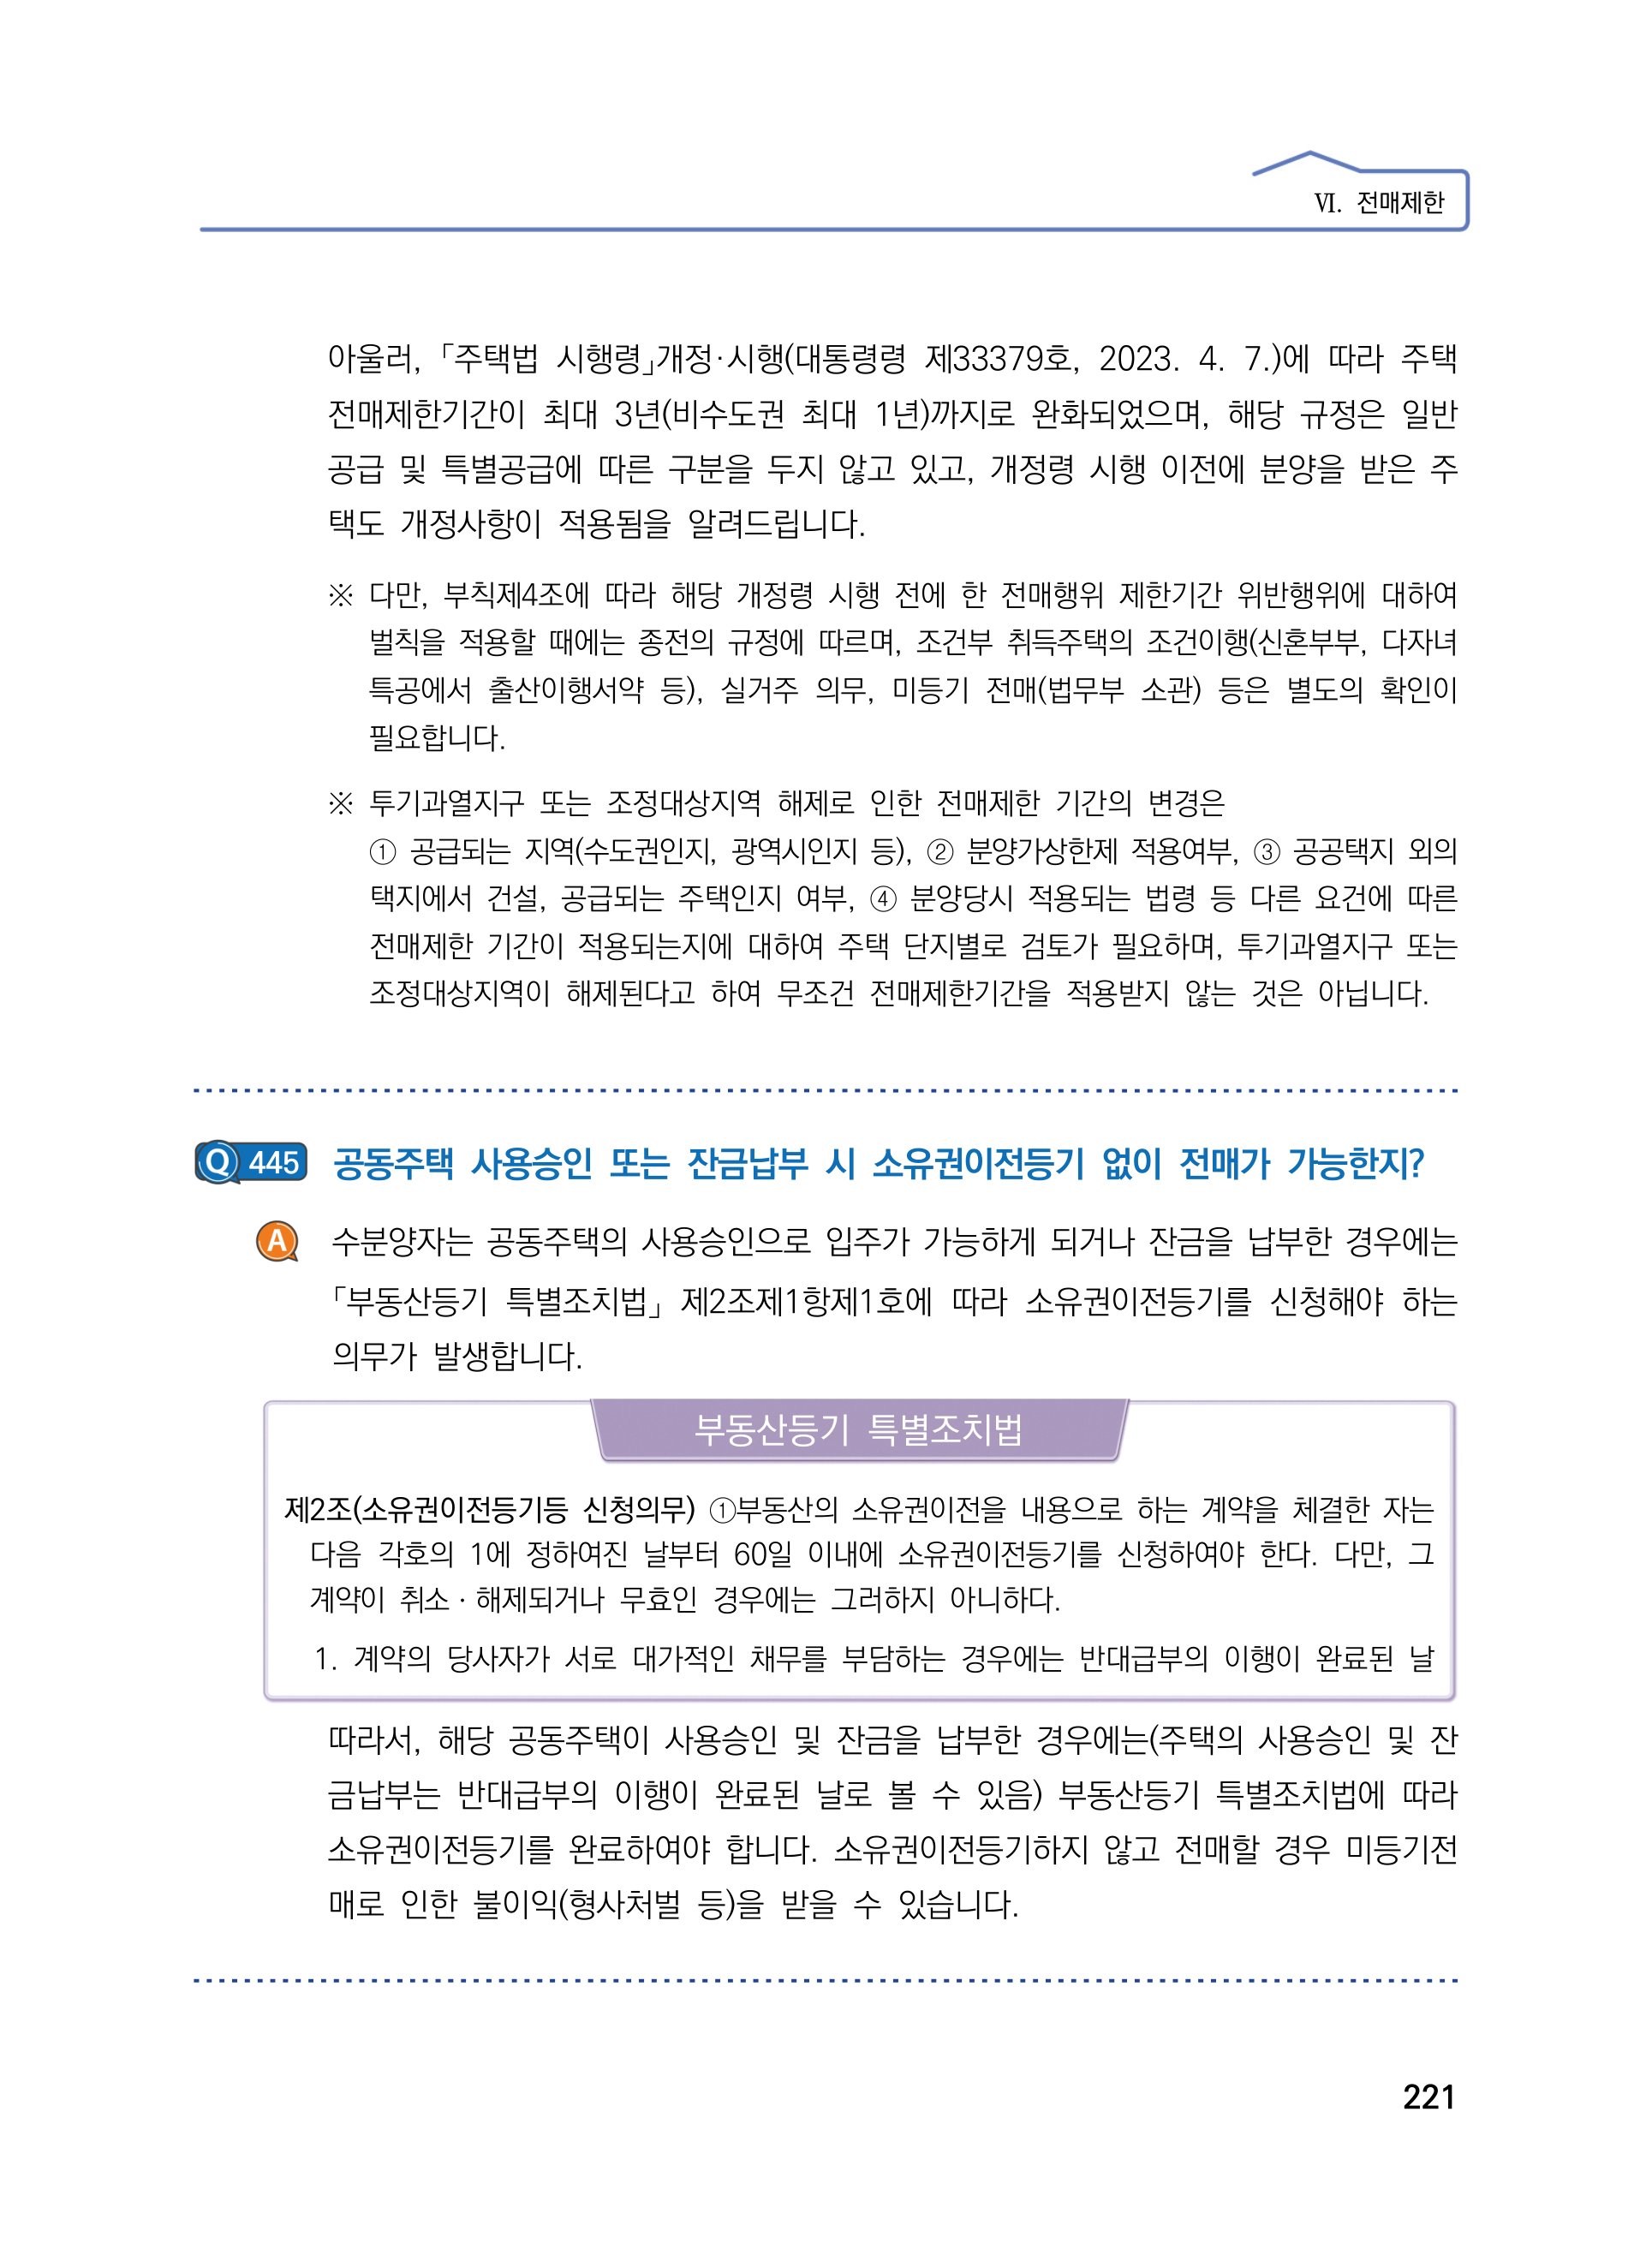 Ⅵ. 전매제한
아울러, 「주택법 시행령」개정·시행(대통령령 제33379호, 2023. 4. 7.)에 따라 주택
전매제한기간이 최대 3년(비수도권 최대 1년)까지로 완화되었으며, 해당 규정은 일반
공급 및 특별공급에 따른 구분을 두지 않고 있고, 개정령 시행 이전에 분양을 받은 주
택도 개정사항이 적용됨을 알려드립니다.
※ 다만, 부칙제4조에 따라 해당 개정령 시행 전에 한 전매행위 제한기간 위반행위에 대하여
벌칙을 적용할 때에는 종전의 규정에 따르며, 조건부 취득주택의 조건이행(신혼부부, 다자녀
특공에서 출산이행서약 등), 실거주 의무, 미등기 전매(법무부 소관) 등은 별도의 확인이
필요합니다.
※ 투기과열지구 또는 조정대상지역 해제로 인한 전매제한 기간의 변경은
① 공급되는 지역(수도권인지, 광역시인지 등), ② 분양가상한제 적용여부, ③ 공공택지 외의
택지에서 건설, 공급되는 주택인지 여부, ④ 분양당시 적용되는 법령 등 다른 요건에 따른
전매제한 기간이 적용되는지에 대하여 주택 단지별로 검토가 필요하며, 투기과열지구 또는
조정대상지역이 해제된다고 하여 무조건 전매제한기간을 적용받지 않는 것은 아닙니다.
Q 445 공동주택 사용승인 또는 잔금납부 시 소유권이전등기 없이 전매가 가능한지?
A 수분양자는 공동주택의 사용승인으로 입주가 가능하게 되거나 잔금을 납부한 경우에는
「부동산등기 특별조치법」 제2조제1항제1호에 따라 소유권이전등기를 신청해야 하는
의무가 발생합니다.
부동산등기 특별조치법
제2조(소유권이전등기등 신청의무) ①부동산의 소유권이전을 내용으로 하는 계약을 체결한 자는
다음 각호의 1에 정하여진 날부터 60일 이내에 소유권이전등기를 신청하여야 한다. 다만, 그
계약이 취소 · 해제되거나 무효인 경우에는 그러하지 아니하다.
1. 계약의 당사자가 서로 대가적인 채무를 부담하는 경우에는 반대급부의 이행이 완료된 날
따라서, 해당 공동주택이 사용승인 및 잔금을 납부한 경우에는(주택의 사용승인 및 잔
금납부는 반대급부의 이행이 완료된 날로 볼 수 있음) 부동산등기 특별조치법에 따라
소유권이전등기를 완료하여야 합니다. 소유권이전등기하지 않고 전매할 경우 미등기전
매로 인한 불이익(형사처벌 등)을 받을 수 있습니다.
221